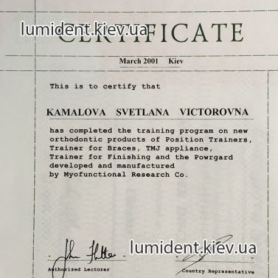 lumident.kiev.ua
CERTIFICATE
March 2001 Kiev
This is to certify that
KAMALOVA SVETLANA VICTOROVNA
has completed the training program on new
orthodontic products of Position Trainers,
Trainer for Braces, TMJ appliance,
Trainer for Finishing and the Powrgard
developed and manufactured
by Myofunctional Research Co.
lumident.kiev.ua
Authorized Lecturer
Country Representative